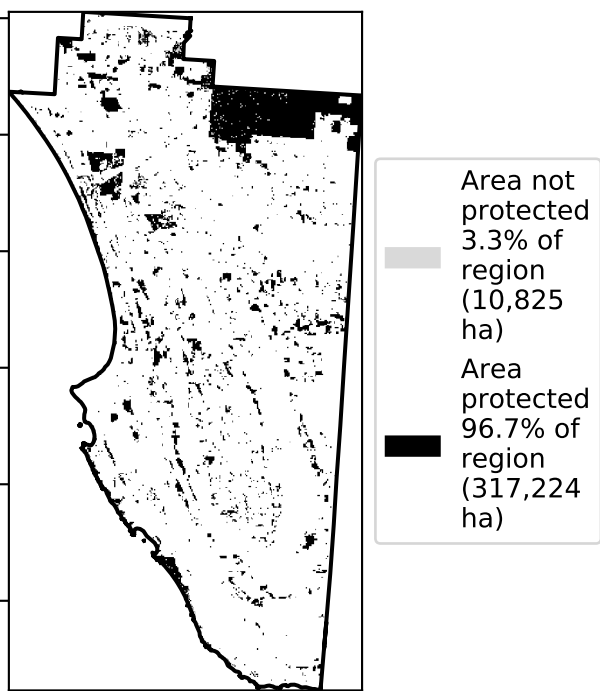 Area not
protected
3.3% of
region
(10,825
ha)
Area
protected
96.7% of
region
(317,224
ha)